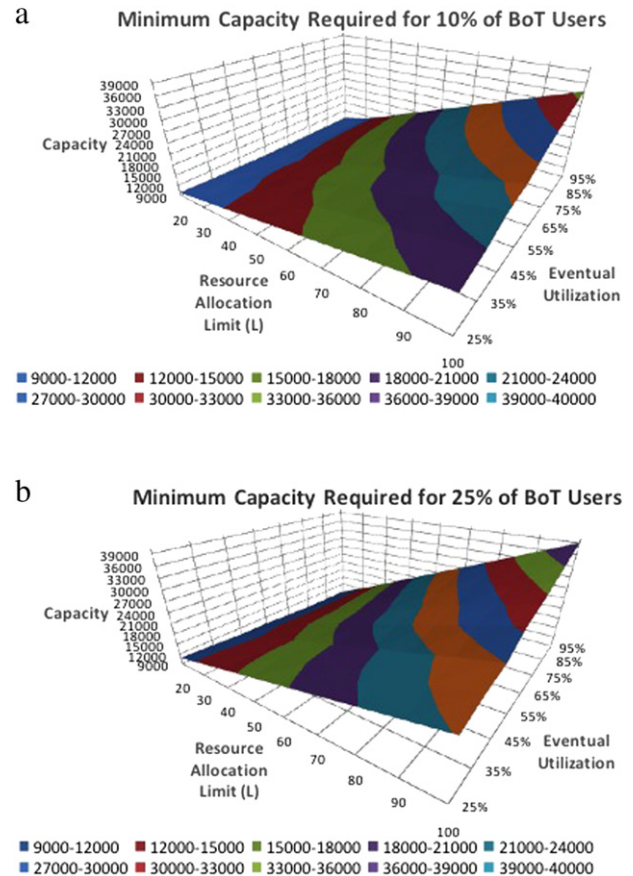 a
Minimum Capacity Required for 10% of BoT Users
39000
36000
33000
30000
27000
24000
21000
18000
15000
12000
9000
Capacity
20
30
40
50
60
70
80
90
100
Resource
Allocation
Limit (L)
95%
85%
75%
65%
55%
45%
35%
25%
Eventual
Utilization
9000-12000 12000-15000 15000-18000 18000-21000 21000-24000
27000-30000 30000-33000 33000-36000 36000-39000 39000-40000
b
Minimum Capacity Required for 25% of BoT Users
39000
36000
33000
30000
27000
24000
21000
18000
15000
12000
9000
Capacity
20
30
40
50
60
70
80
90
100
Resource
Allocation
Limit (L)
95%
85%
75%
65%
55%
45%
35%
25%
Eventual
Utilization
9000-12000 12000-15000 15000-18000 18000-21000 21000-24000
27000-30000 30000-33000 33000-36000 36000-39000 39000-40000